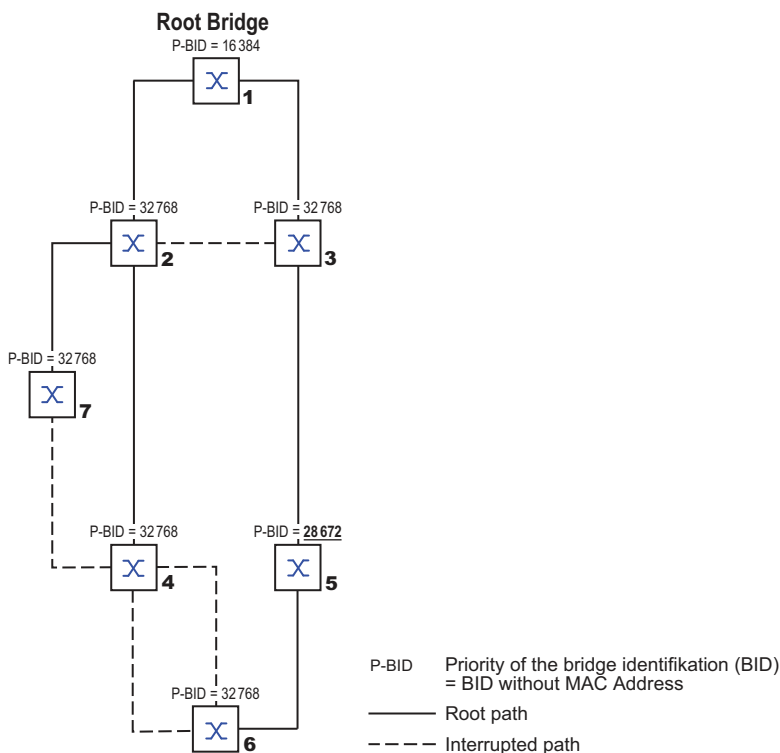 Root Bridge
P-BID = 16 384
1
P-BID = 32 768
P-BID = 32 768
2
3
P-BID = 32 768
7
P-BID = 32 768
P-BID = 28 672
4
5
P-BID = 32 768
6
P-BID Priority of the bridge identifikation (BID)
= BID without MAC Address
Root path
Interrupted path